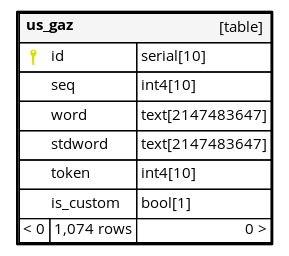 us_gaz [table]
id serial[10]
seq int4[10]
word text[2147483647]
stdword text[2147483647]
token int4[10]
is_custom bool[1]
< 0 1,074 rows 0 >